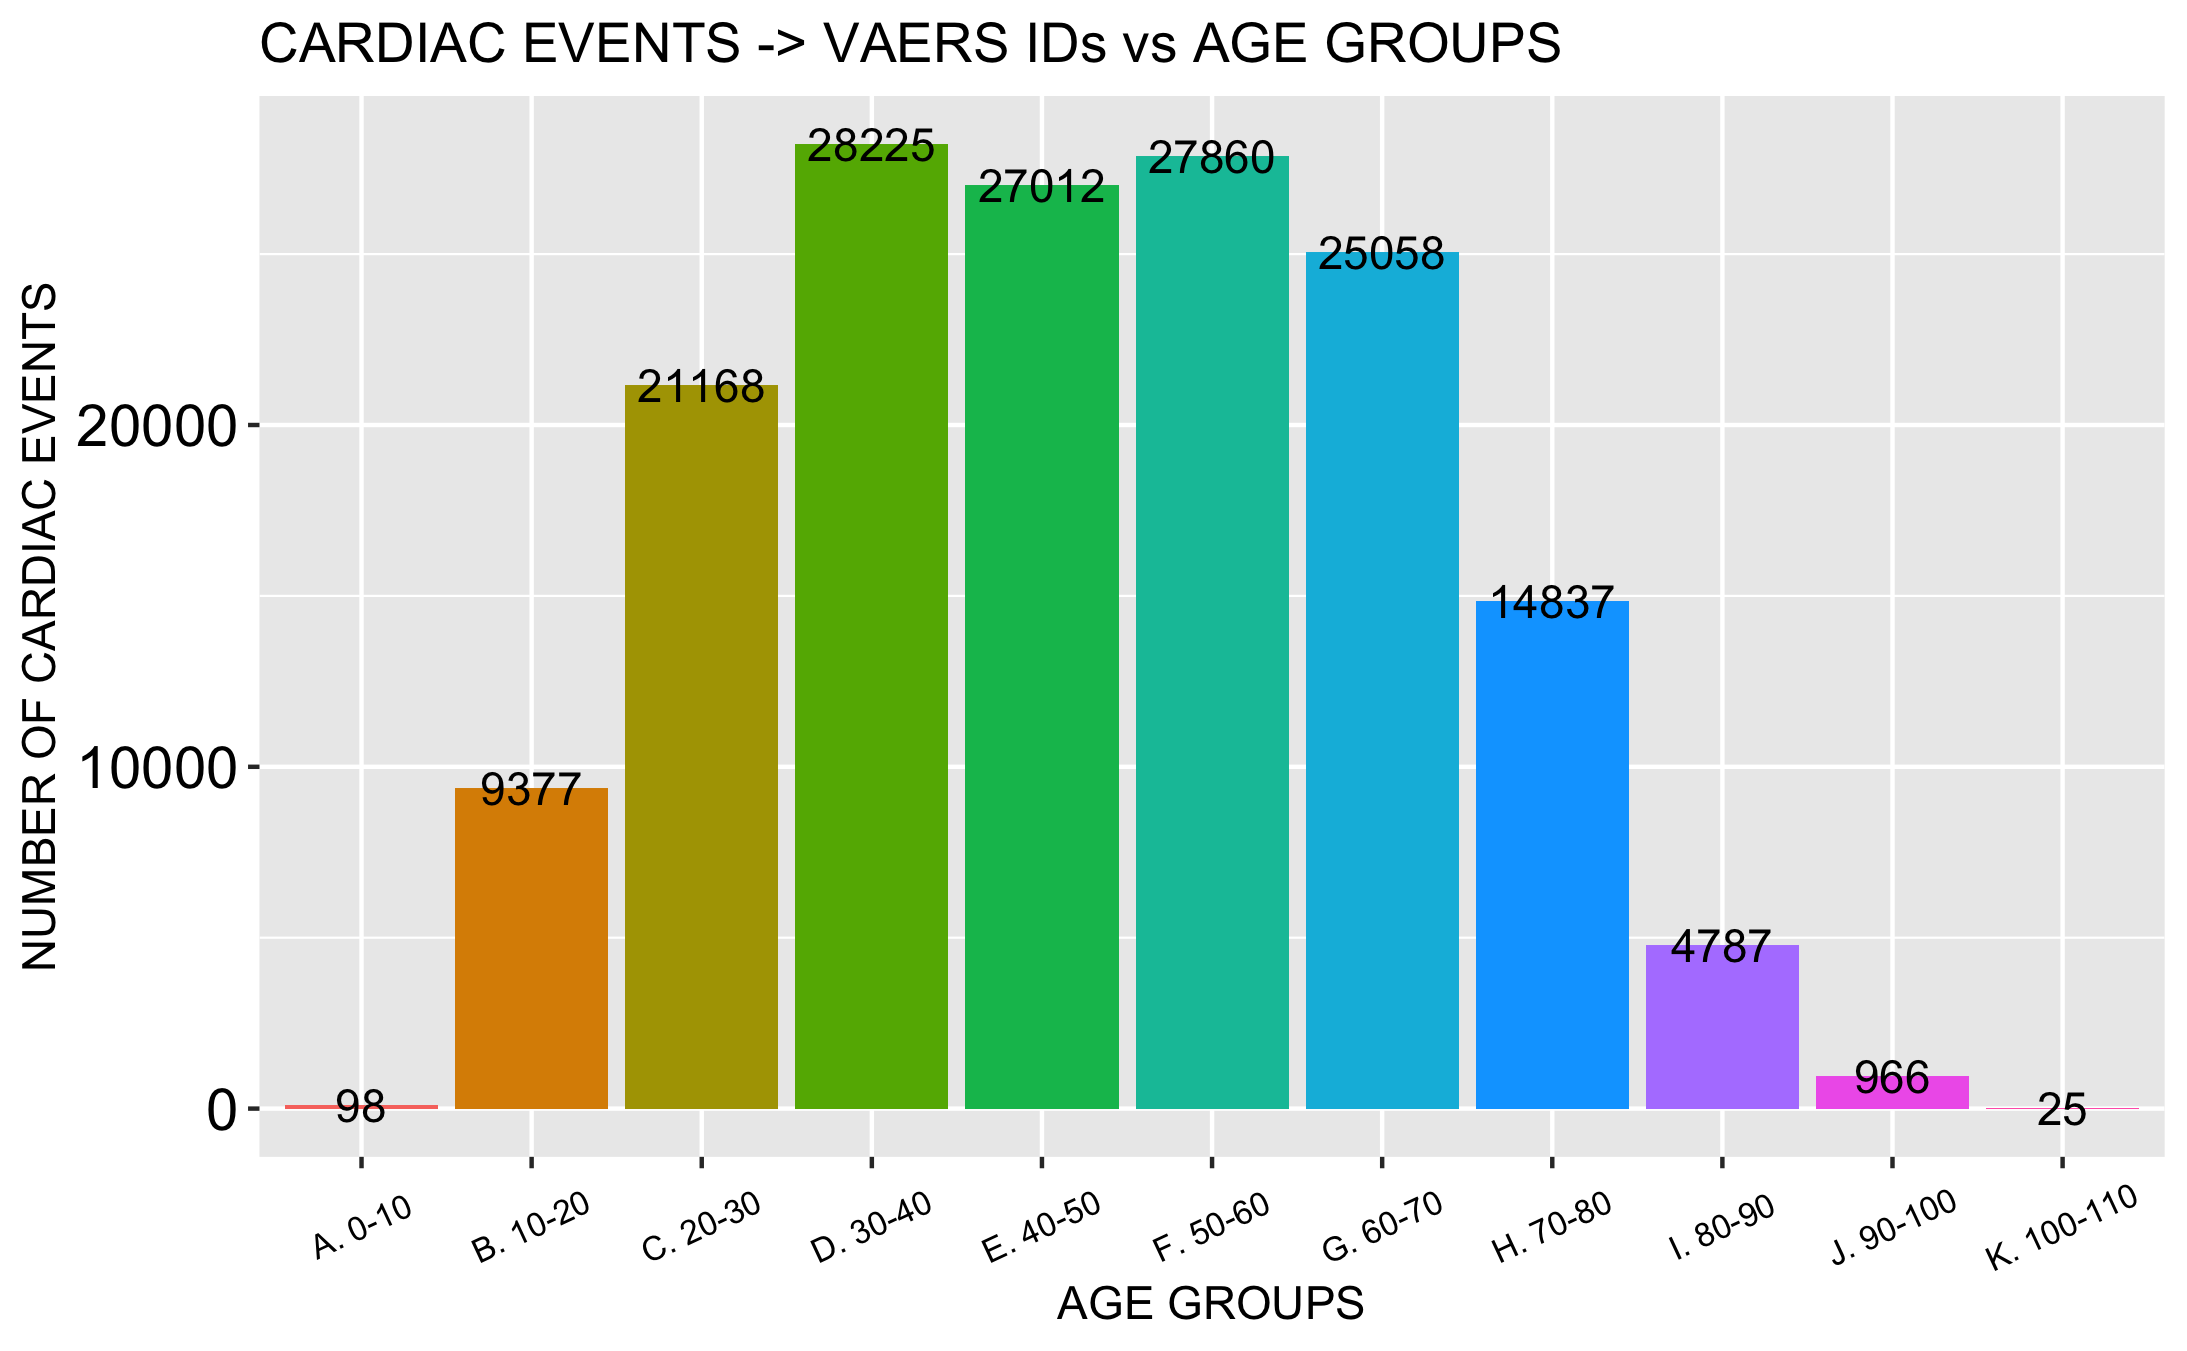 CARDIAC EVENTS -> VAERS IDs vs AGE GROUPS
NUMBER OF CARDIAC EVENTS
20000
10000
0
98
9377
21168
28225
27012
27860
25058
14837
4787
966
25
A. 0-10
B. 10-20
C. 20-30
D. 30-40
E. 40-50
F. 50-60
G. 60-70
H. 70-80
I. 80-90
J. 90-100
K. 100-110
AGE GROUPS